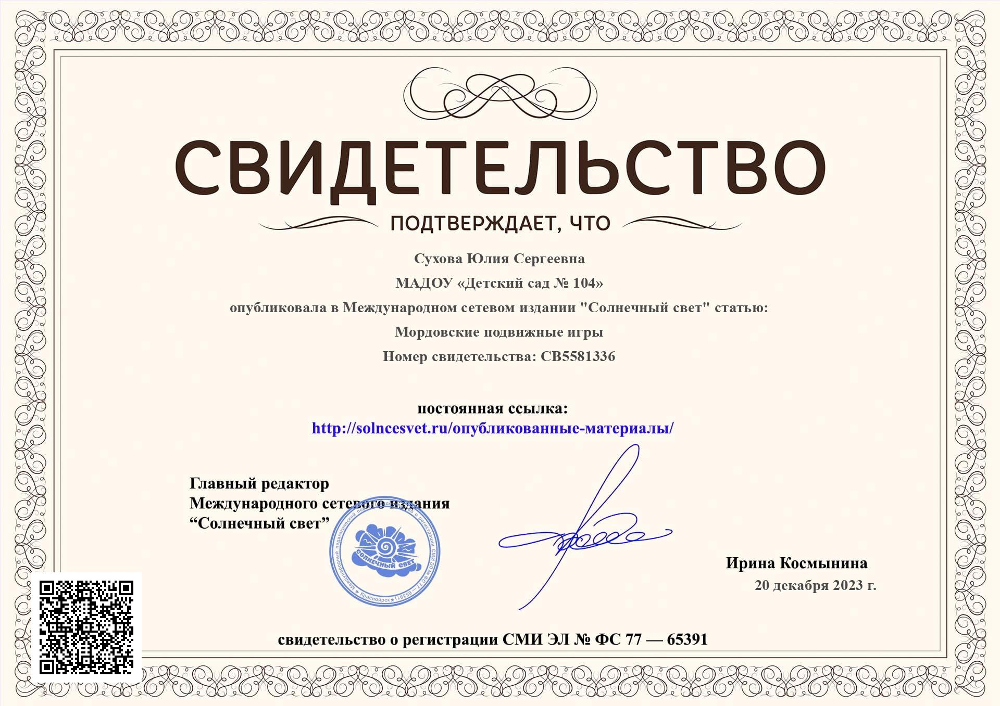 СВИДЕТЕЛЬСТВО
ПОДТВЕРЖДАЕТ, ЧТО
Сухова Юлия Сергеевна
МАДОУ «Детский сад № 104»
опубликовала в Международном сетевом издании "Солнечный свет" статью:
Мордовские подвижные игры
Номер свидетельства: СВ5581336
постоянная ссылка:
http://solncesvet.ru/опубликованные-материалы/
Главный редактор
Международного сетевого издания
“Солнечный свет”
СОЛНЕЧНЫЙ СВЕТ
★ Международный педагогический
о регистрации СМИ ЭЛ № ФС 77 — 65391)
★ Красноярск ★
Ирина Космынина
20 декабря 2023 г.
свидетельство о регистрации СМИ ЭЛ № ФС 77 — 65391